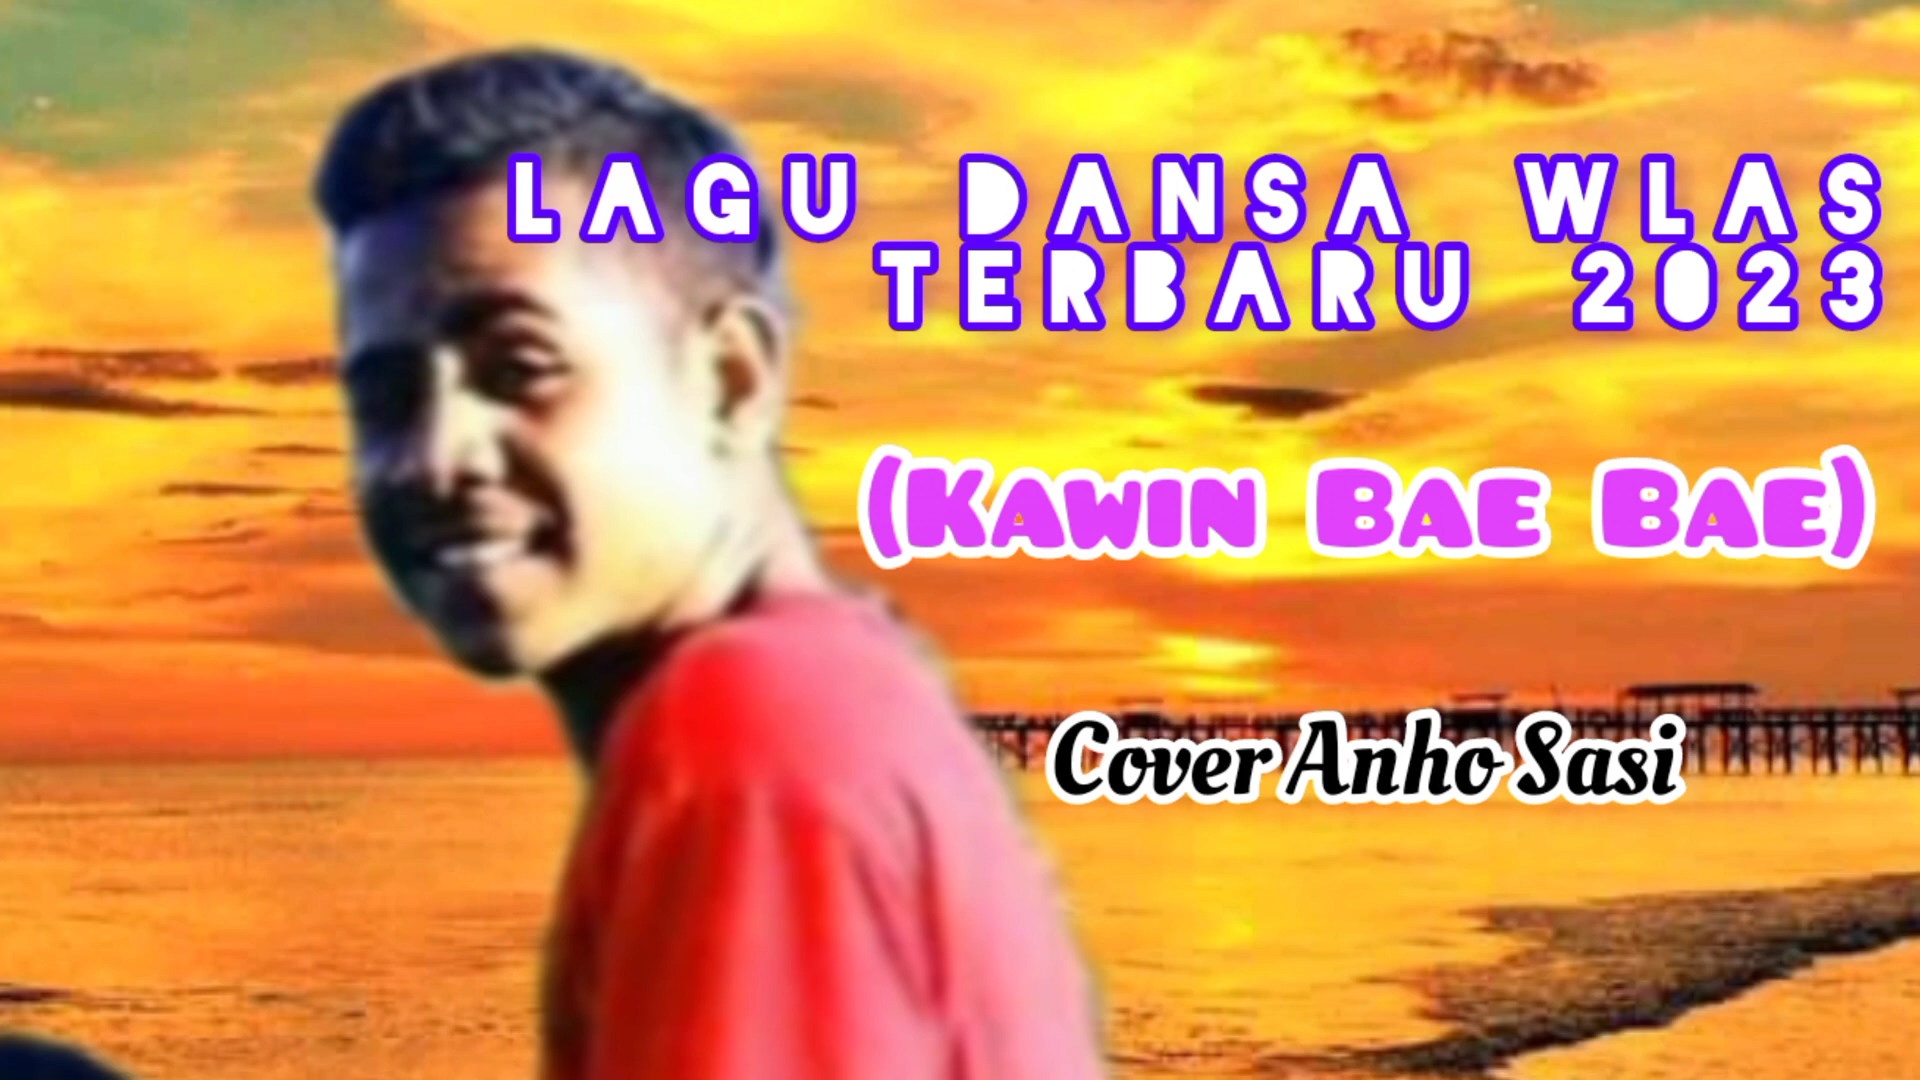 LAGU DANSA WLAS
TERBARU 2023
(KAWIN BAE BAE)
Cover Anho Sasi